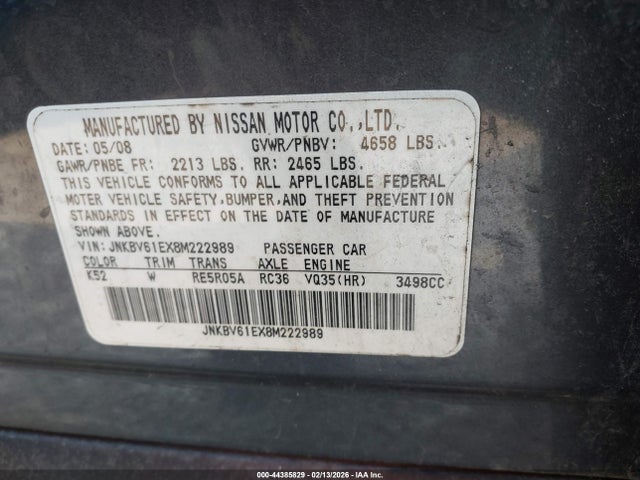 MANUFACTURED BY NISSAN MOTOR CO.,LTD.
DATE: 05/08 GVWR/PNBV: 4658 LBS.
GAWR/PNBE FR: 2213 LBS. RR: 2465 LBS.
THIS VEHICLE CONFORMS TO ALL APPLICABLE FEDERAL
MOTOR VEHICLE SAFETY,BUMPER,AND THEFT PREVENTION
STANDARDS IN EFFECT ON THE DATE OF MANUFACTURE
SHOWN ABOVE.
VIN: JNKBV61EX8M222989 PASSENGER CAR
COLOR TRIM TRANS AXLE ENGINE
K52 W RE5R05A RC36 VQ35(HR) 3498CC
JNKBV61EX8M222989
000-44385829 - 02/13/2026 - IAA Inc.